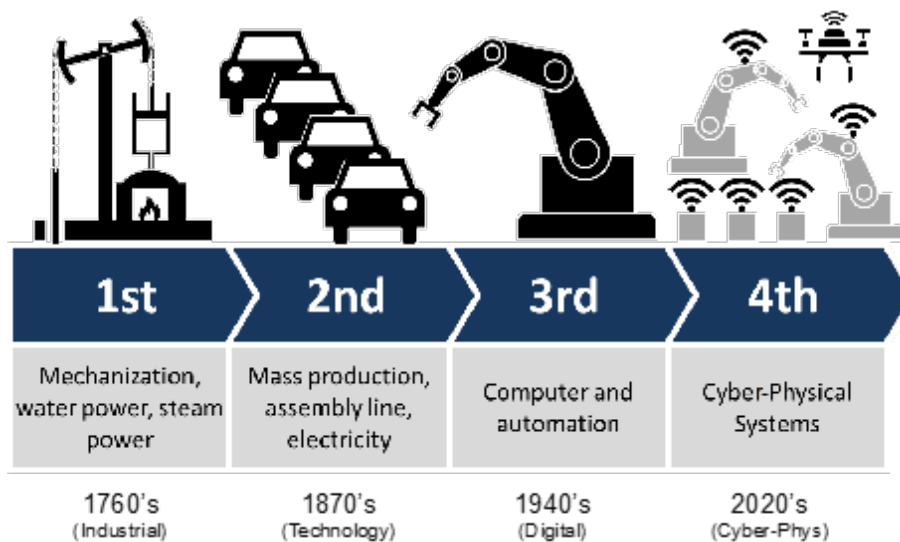 1st
2nd
3rd
4th
Mechanization,
water power, steam
power
Mass production,
assembly line,
electricity
Computer and
automation
Cyber-Physical
Systems
1760's
(Industrial)
1870's
(Technology)
1940's
(Digital)
2020's
(Cyber-Phys)